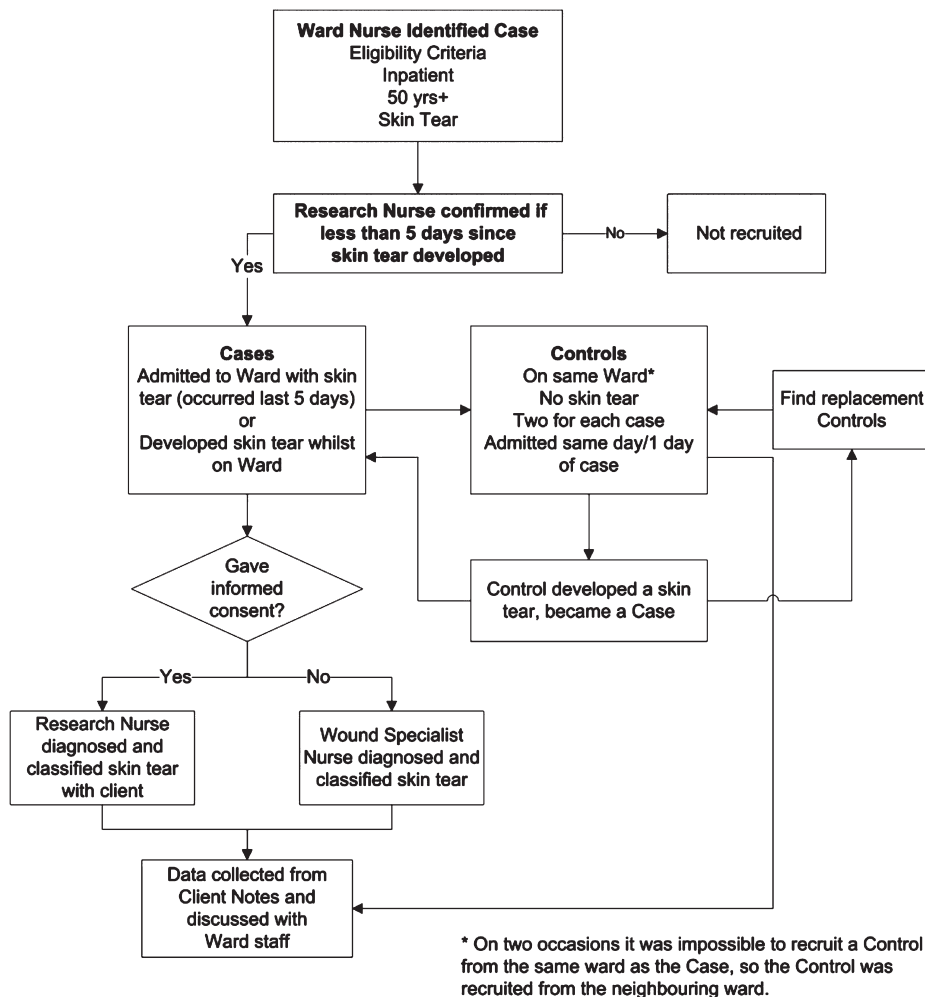 Ward Nurse Identified Case
Eligibility Criteria
Inpatient
50 yrs+
Skin Tear
Research Nurse confirmed if
less than 5 days since
skin tear developed
No
Not recruited
Yes
Cases
Admitted to Ward with skin
tear (occurred last 5 days)
or
Developed skin tear whilst
on Ward
Controls
On same Ward*
No skin tear
Two for each case
Admitted same day/1 day
of case
Find replacement
Controls
Gave
informed
consent?
Control developed a skin
tear, became a Case
Yes
No
Research Nurse
diagnosed and
classified skin tear
with client
Wound Specialist
Nurse diagnosed and
classified skin tear
Data collected from
Client Notes and
discussed with
Ward staff
* On two occasions it was impossible to recruit a Control
from the same ward as the Case, so the Control was
recruited from the neighbouring ward.